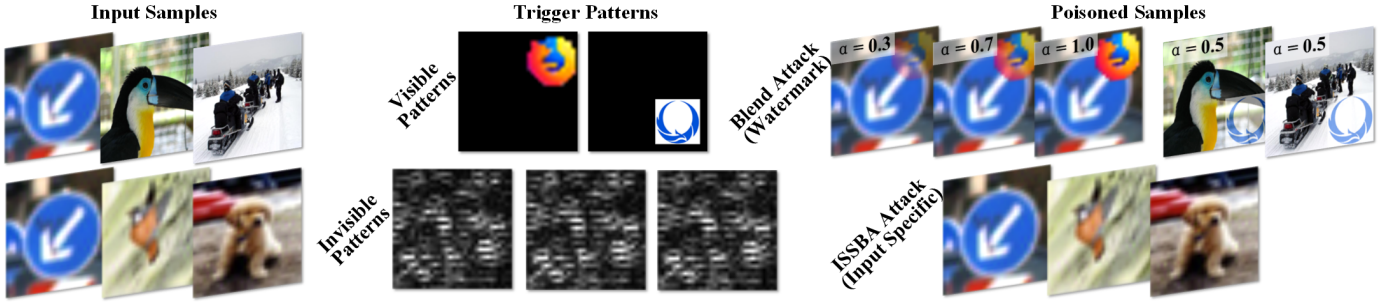 Input Samples
Trigger Patterns
Poisoned Samples
Visible
Patterns
Blend Attack
(Watermark)
α = 0.3
α = 0.7
α = 1.0
α = 0.5
α = 0.5
Invisible
Patterns
ISSBA Attack
(Input Specific)